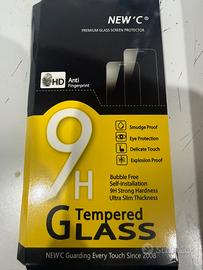 NEW'C®
PREMIUM GLASS SCREEN PROTECTOR
HD Anti
Fingerprint
Smudge Proof
Eye Protection
Delicate Touch
Explosion Proof
9H
Bubble Free
Self-installation
9H Strong Hardness
Ultra Slim Thickness
Tempered
GLASS
NEW'C Guarding Every Touch Since 2008
subito